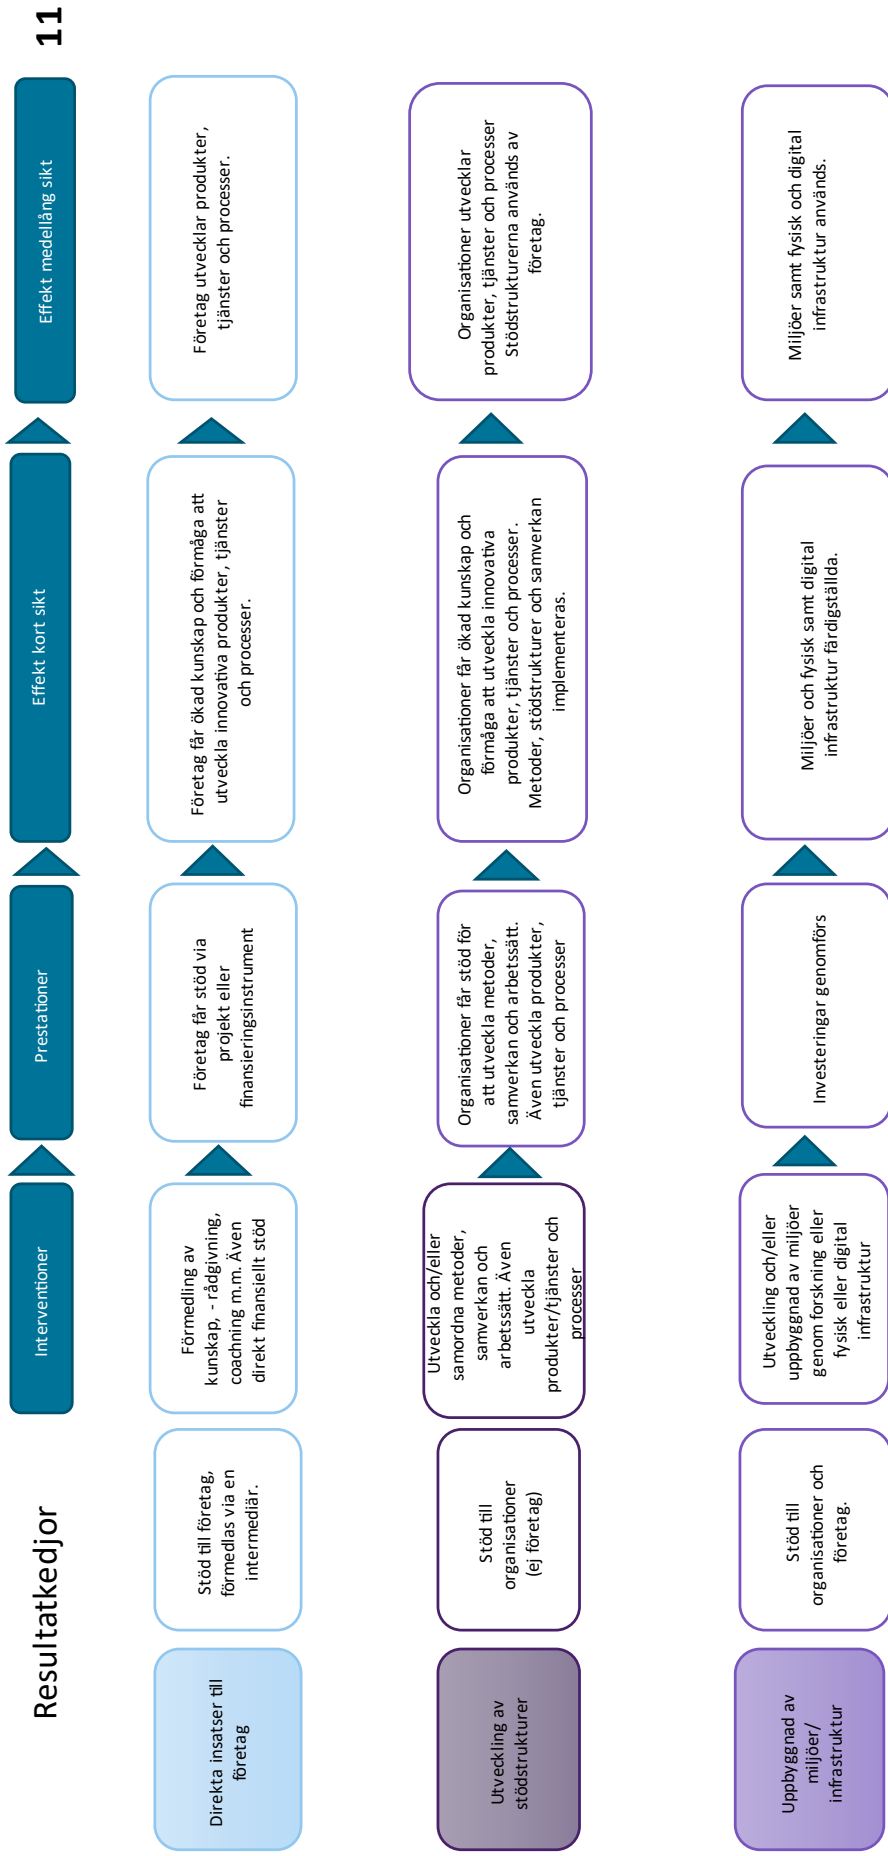 Resultatkedjor
11
Interventioner
Prestationer
Effekt kort sikt
Effekt medellång sikt
Direkta insatser till
företag
Stöd till företag,
förmedlas via en
intermediär.
Förmedling av
kunskap, - rådgivning,
coachning m.m. Även
direkt finansiellt stöd
Företag får stöd via
projekt eller
finansieringsinstrument
Företag får ökad kunskap och förmåga att
utveckla innovativa produkter, tjänster
och processer.
Företag utvecklar produkter,
tjänster och processer.
Utveckling av
stödstrukturer
Stöd till
organisationer
(ej företag)
Utveckla och/eller
samordna metoder,
samverkan och
arbetssätt. Även
utveckla
produkter/tjänster och
processer
Organisationer får stöd för
att utveckla metoder,
samverkan och arbetssätt.
Även utveckla produkter,
tjänster och processer
Organisationer får ökad kunskap och
förmåga att utveckla innovativa
produkter, tjänster och processer.
Metoder, stödstrukturer och samverkan
implementeras.
Organisationer utvecklar
produkter, tjänster och processer
Stödstrukturerna används av
företag.
Uppbyggnad av
miljöer/
infrastruktur
Stöd till
organisationer och
företag.
Utveckling och/eller
uppbyggnad av miljöer
genom forskning eller
fysisk eller digital
infrastruktur
Investeringar genomförs
Miljöer och fysisk samt digital
infrastruktur färdigställda.
Miljöer samt fysisk och digital
infrastruktur används.